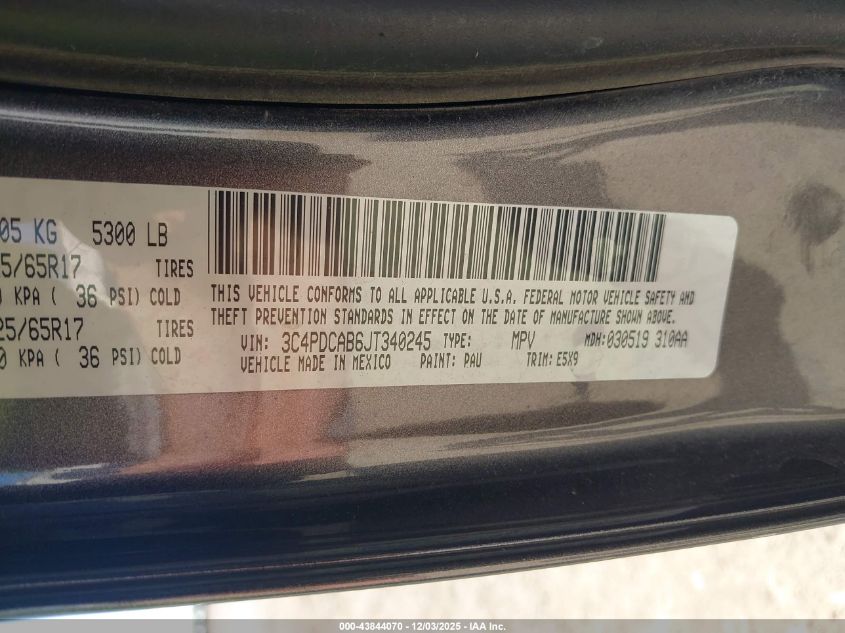 05 KG 5300 LB
5/65R17 TIRES
KPA ( 36 PSI) COLD
25/65R17 TIRES
0 KPA ( 36 PSI) COLD
THIS VEHICLE CONFORMS TO ALL APPLICABLE U.S.A. FEDERAL MOTOR VEHICLE SAFETY AND
THEFT PREVENTION STANDARDS IN EFFECT ON THE DATE OF MANUFACTURE SHOWN ABOVE.
VIN: 3C4PDCAB6JT340245 TYPE: MPV MDH:030519 310AA
VEHICLE MADE IN MEXICO PAINT: PAU TRIM: E5X9
000-43844070 - 12/03/2025 - IAA Inc.